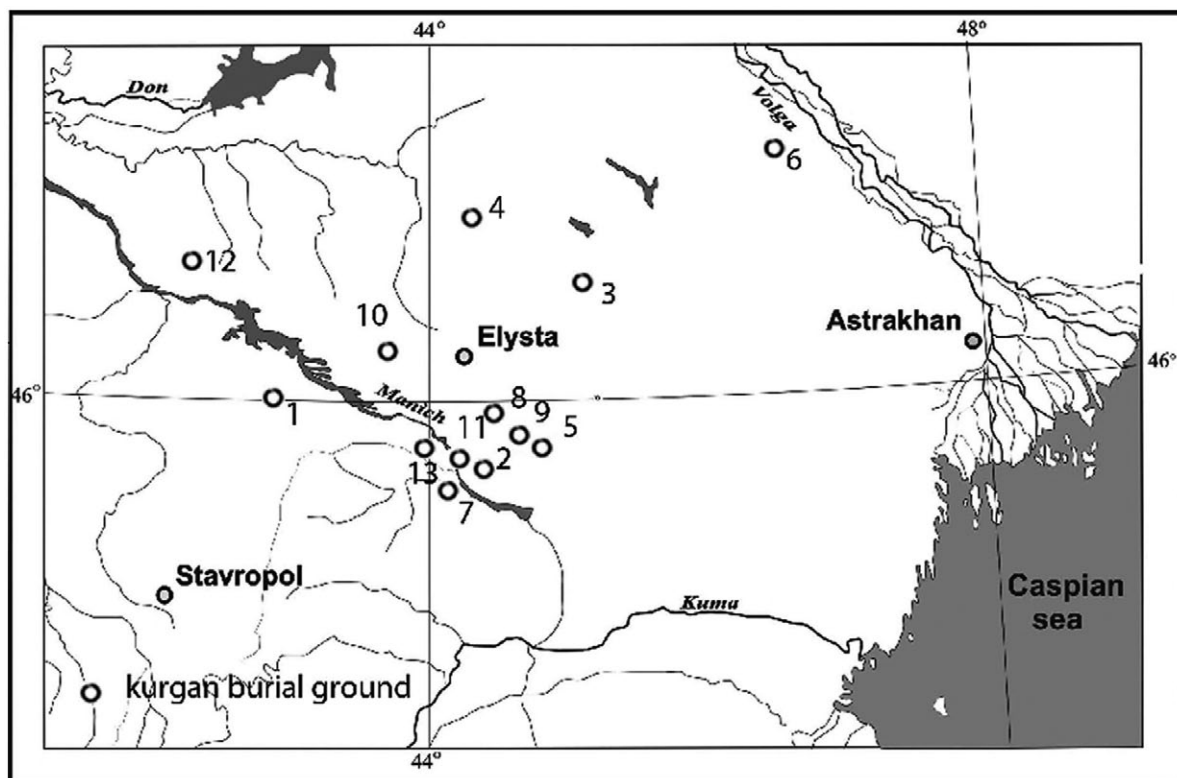 44°
48°
Don
Volga
6
4
12
3
10
Elysta
Astrakhan
46°
46°
1
Manich
8
9
11
5
2
13
7
Stavropol
Kuma
Caspian
sea
kurgan burial ground
44°